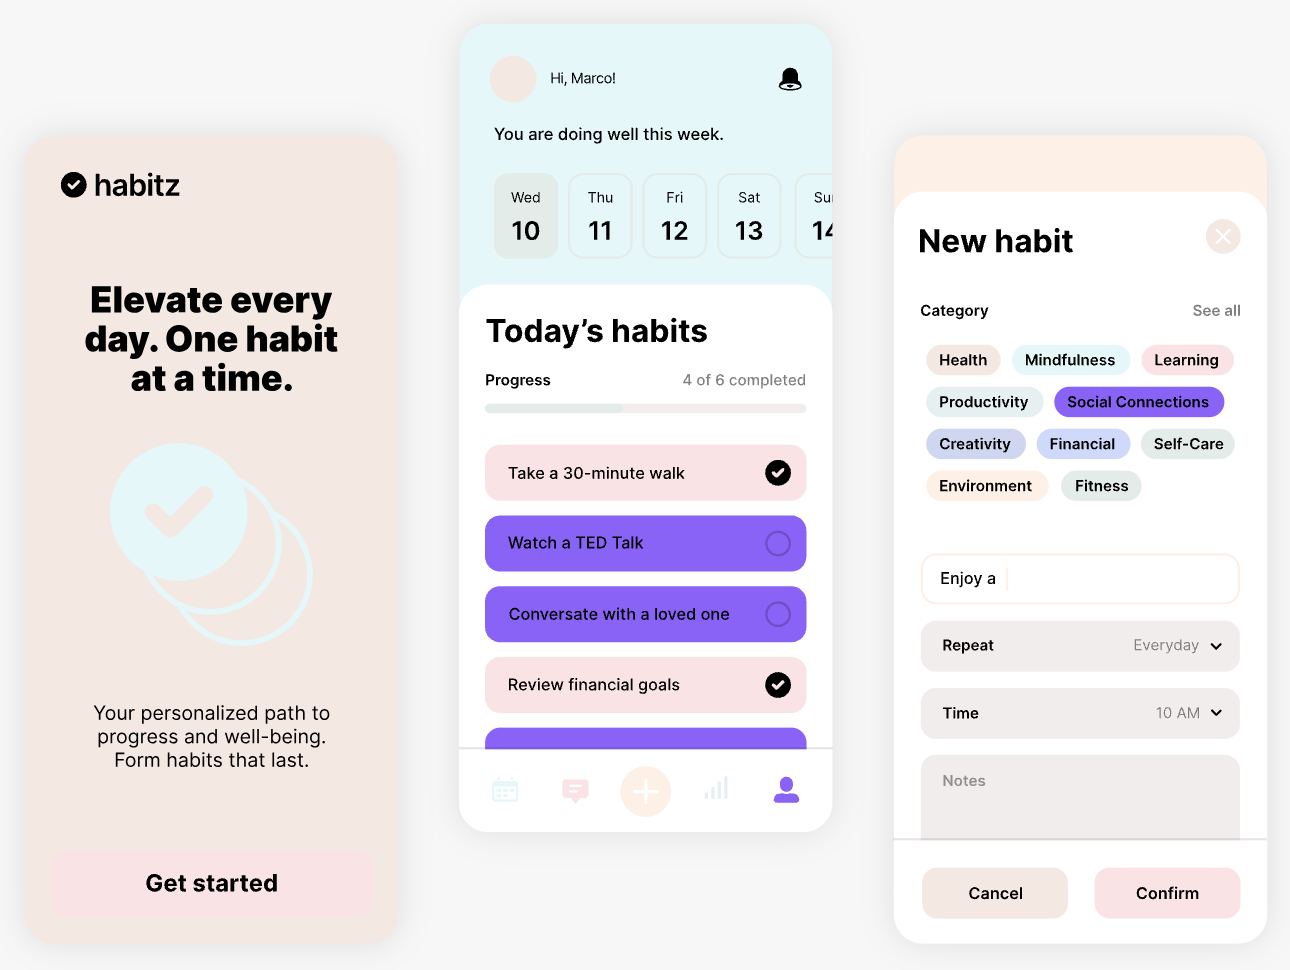 habitz
Elevate every
day. One habit
at a time.
Your personalized path to
progress and well-being.
Form habits that last.
Get started
Hi, Marco!
You are doing well this week.
Wed Thu Fri Sat
10 11 12 13
Today’s habits
Progress 4 of 6 completed
Take a 30-minute walk
Watch a TED Talk
Conversate with a loved one
Review financial goals
New habit
Category See all
Health Mindfulness Learning
Productivity Social Connections
Creativity Financial Self-Care
Environment Fitness
Enjoy a
Repeat Everyday
Time 10 AM
Notes
Cancel Confirm